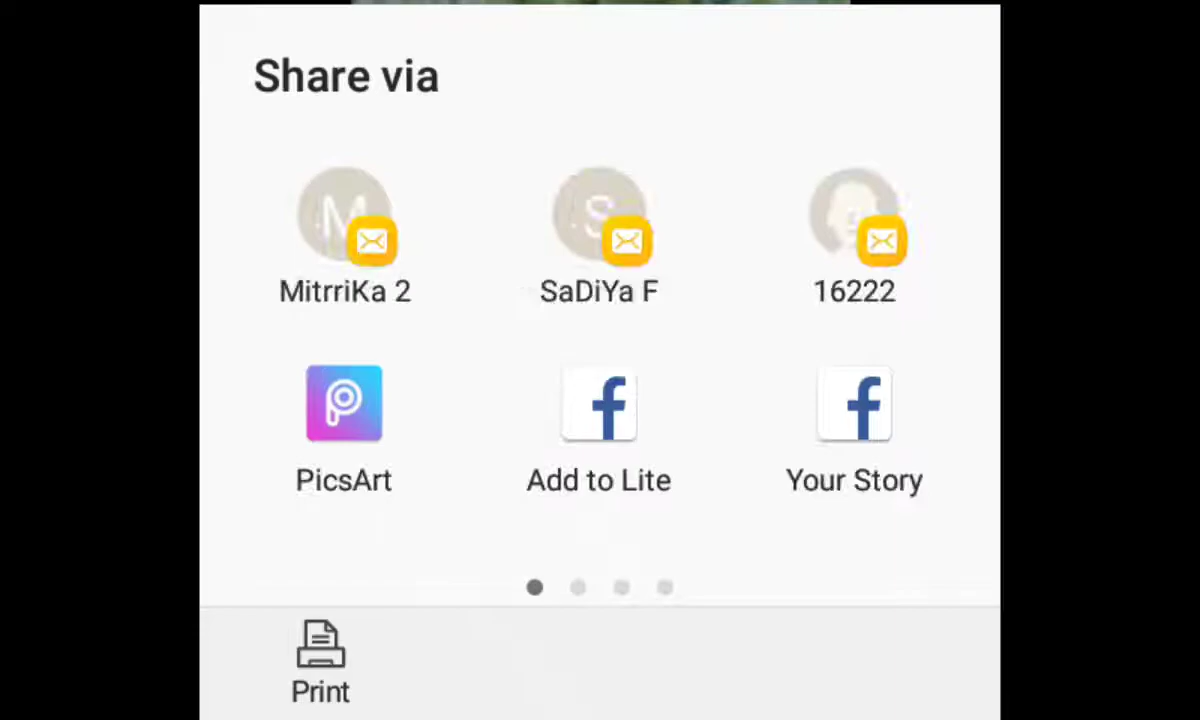 Share via
M S
MitrriKa 2 SaDiYa F 16222
PicsArt Add to Lite Your Story
Print